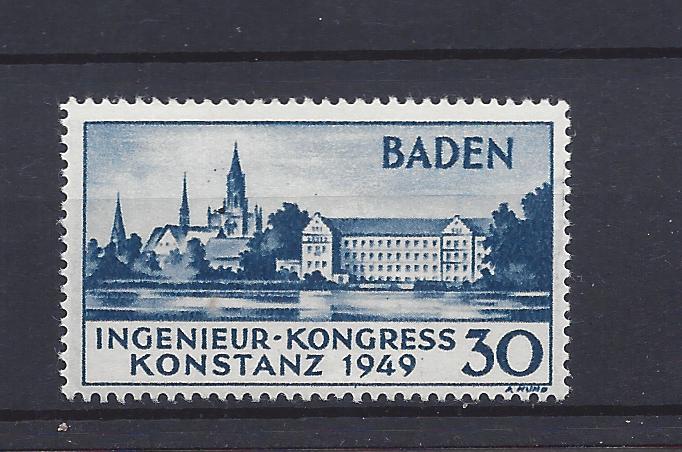 BADEN
INGENIEUR-KONGRESS
KONSTANZ 1949 30